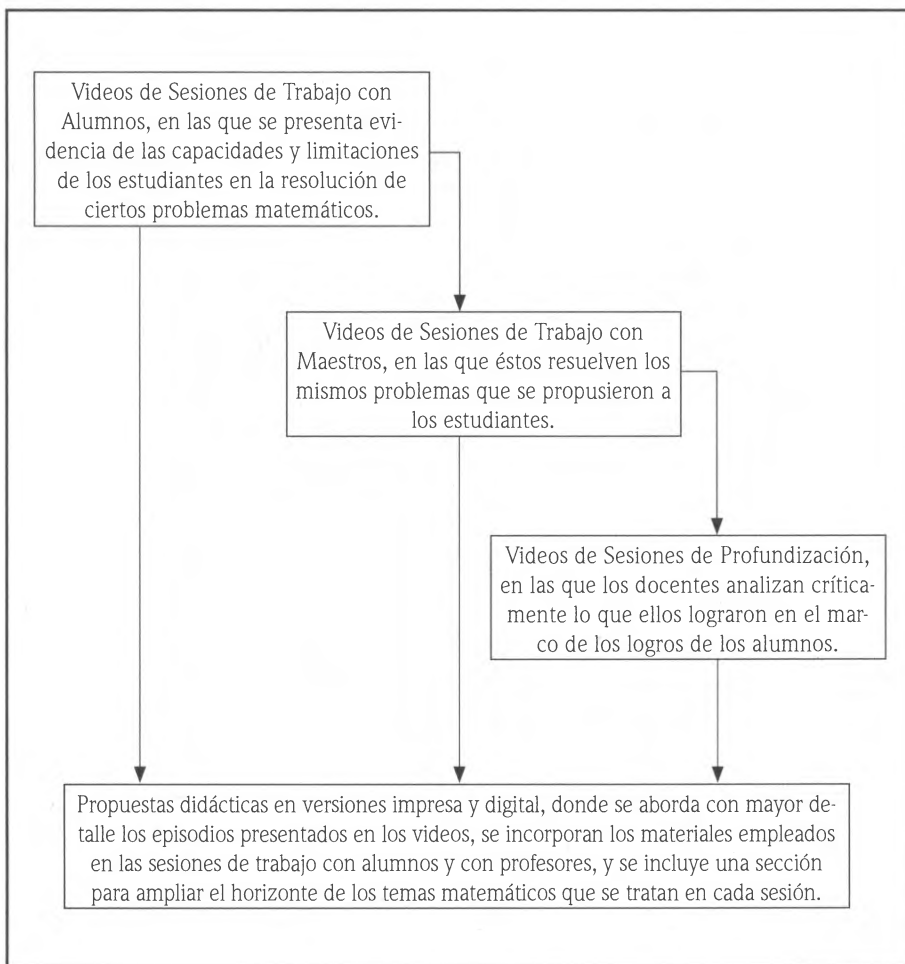 Videos de Sesiones de Trabajo con
Alumnos, en las que se presenta evi-
dencia de las capacidades y limitaciones
de los estudiantes en la resolución de
ciertos problemas matemáticos.
Videos de Sesiones de Trabajo con
Maestros, en las que éstos resuelven los
mismos problemas que se propusieron a
los estudiantes.
Videos de Sesiones de Profundización,
en las que los docentes analizan crítica-
mente lo que ellos lograron en el mar-
co de los logros de los alumnos.
Propuestas didácticas en versiones impresa y digital, donde se aborda con mayor de-
talle los episodios presentados en los videos, se incorporan los materiales empleados
en las sesiones de trabajo con alumnos y con profesores, y se incluye una sección
para ampliar el horizonte de los temas matemáticos que se tratan en cada sesión.